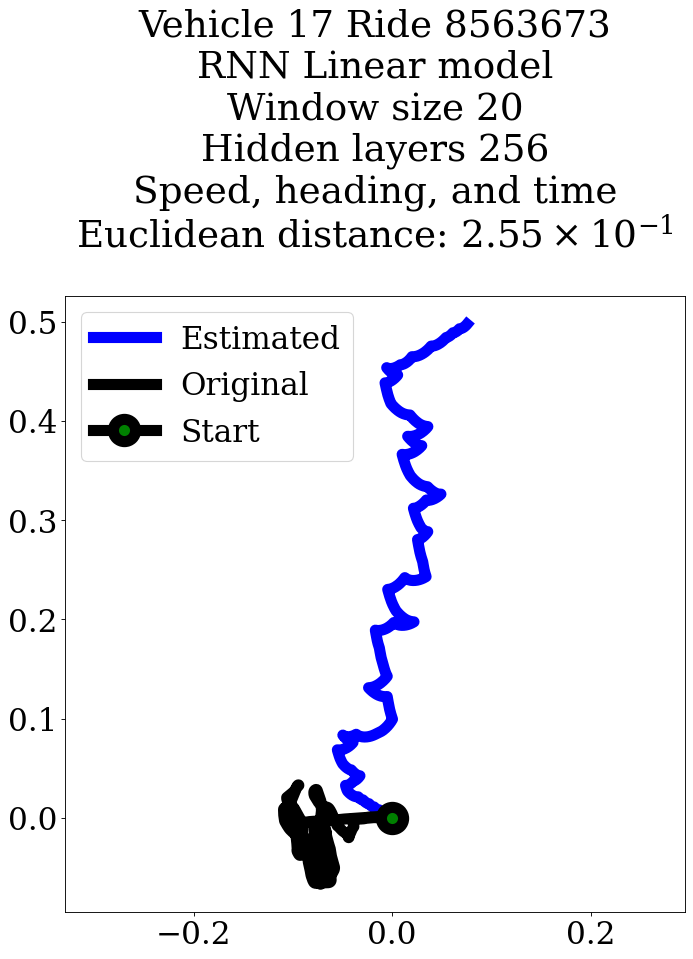 Vehicle 17 Ride 8563673
RNN Linear model
Window size 20
Hidden layers 256
Speed, heading, and time
Euclidean distance: 2.55 × 10⁻¹
Estimated
Original
Start
0.5
0.4
0.3
0.2
0.1
0.0
−0.2 0.0 0.2